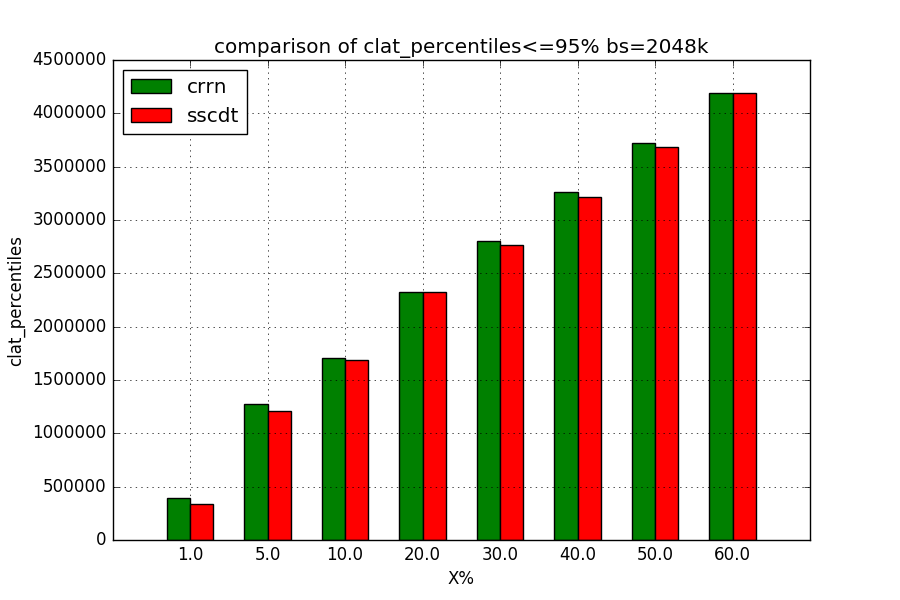 comparison of clat_percentiles<=95% bs=2048k
crrn
sscdt
clat_percentiles
4500000
4000000
3500000
3000000
2500000
2000000
1500000
1000000
500000
0
1.0 5.0 10.0 20.0 30.0 40.0 50.0 60.0
X%